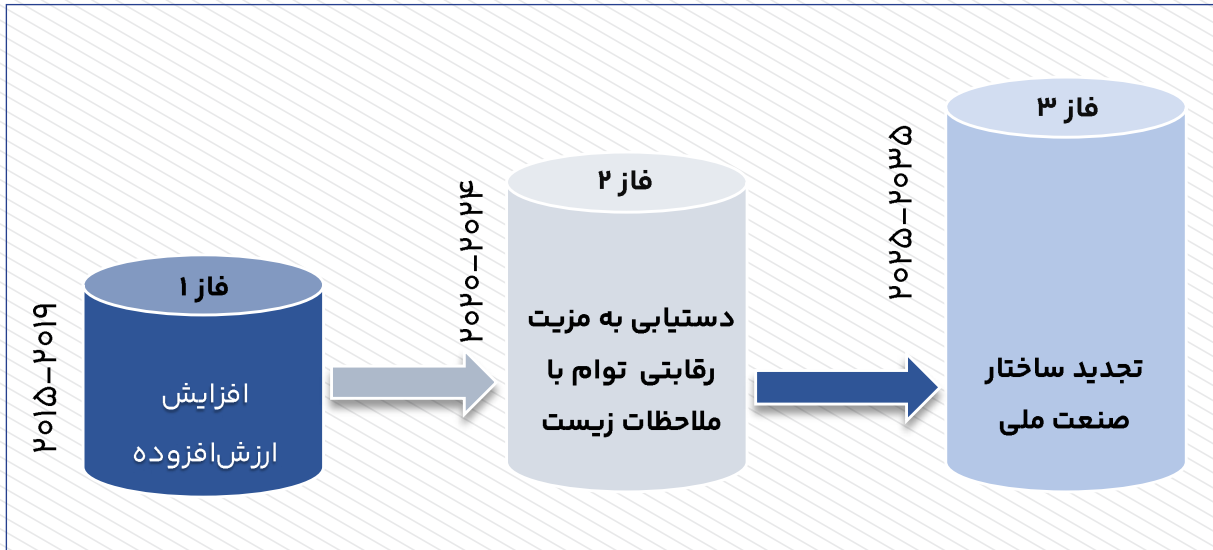 فاز ۱
۲۰۱۵-۲۰۱۹
افزایش
ارزش‌افزوده
فاز ۲
۲۰۲۰-۲۰۲۴
دستیابی به مزیت
رقابتی توام با
ملاحظات زیست
فاز ۳
۲۰۲۵-۲۰۳۵
تجدید ساختار
صنعت ملی